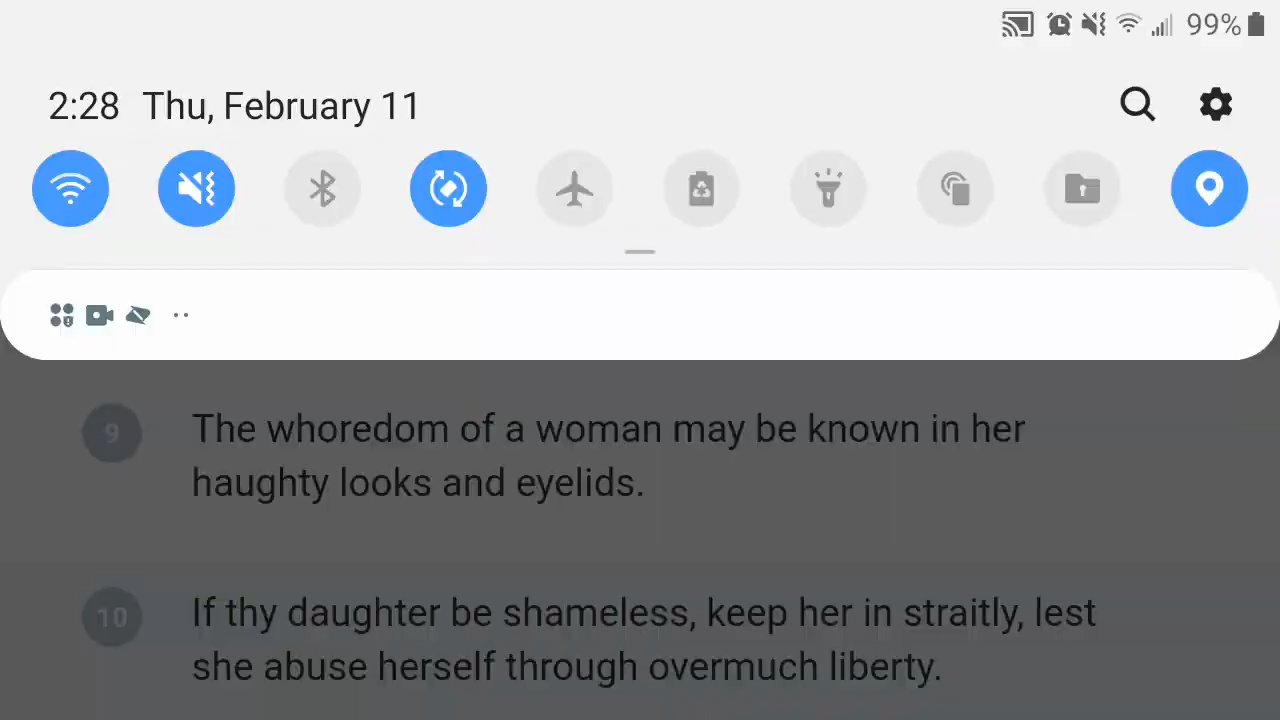 99%
2:28 Thu, February 11
9 The whoredom of a woman may be known in her
haughty looks and eyelids.
10 If thy daughter be shameless, keep her in straitly, lest
she abuse herself through overmuch liberty.